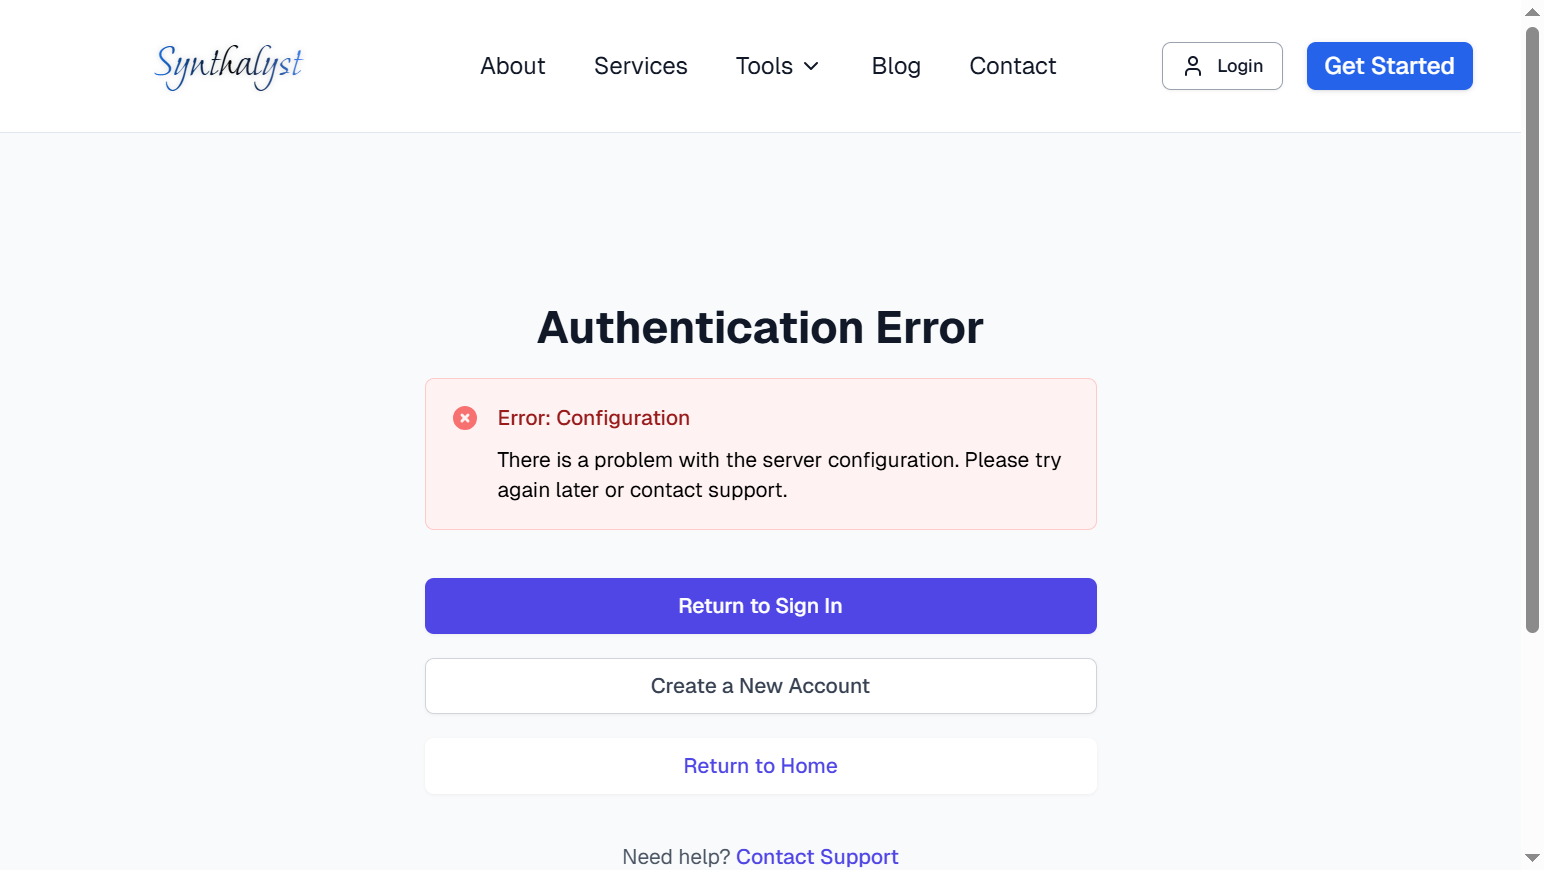 Synthalyst
About
Services
Tools
Blog
Contact
Login
Get Started
Authentication Error
Error: Configuration
There is a problem with the server configuration. Please try
again later or contact support.
Return to Sign In
Create a New Account
Return to Home
Need help? Contact Support